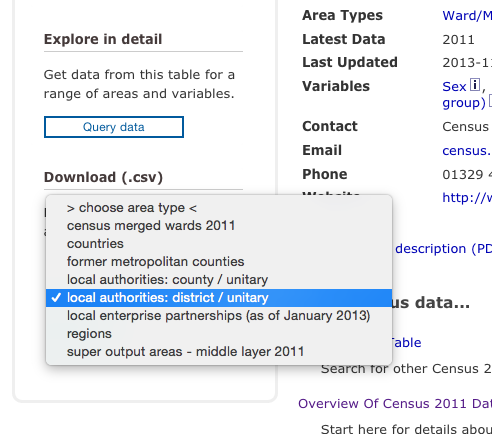 Explore in detail
Get data from this table for a
range of areas and variables.
Query data
Download (.csv)
> choose area type <
census merged wards 2011
countries
former metropolitan counties
local authorities: county / unitary
✓ local authorities: district / unitary
local enterprise partnerships (as of January 2013)
regions
super output areas - middle layer 2011
Area Types Ward/M
Latest Data 2011
Last Updated 2013-1
Variables Sex i,
group)
Contact Census
Email census.
Phone 01329 4
Website http://w
description (PD
us data...
Table
Search for other Census 2
Overview Of Census 2011 Dat
Start here for details abou